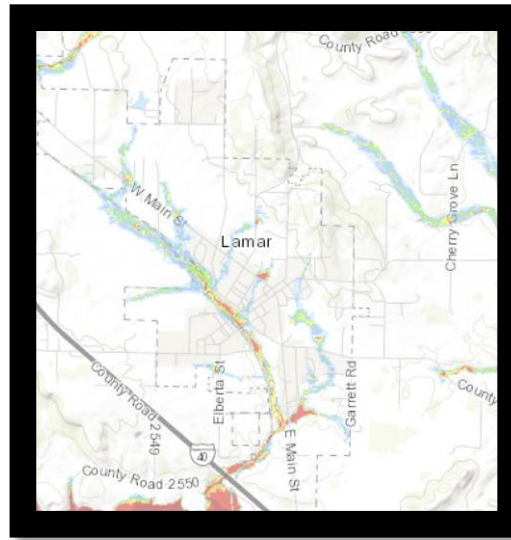 County Road
W. Main St
Lamar
Cherry Grove Ln
Elberta St
Garrett Rd
County Road 2549
County
40
E Main St
County Road 2550